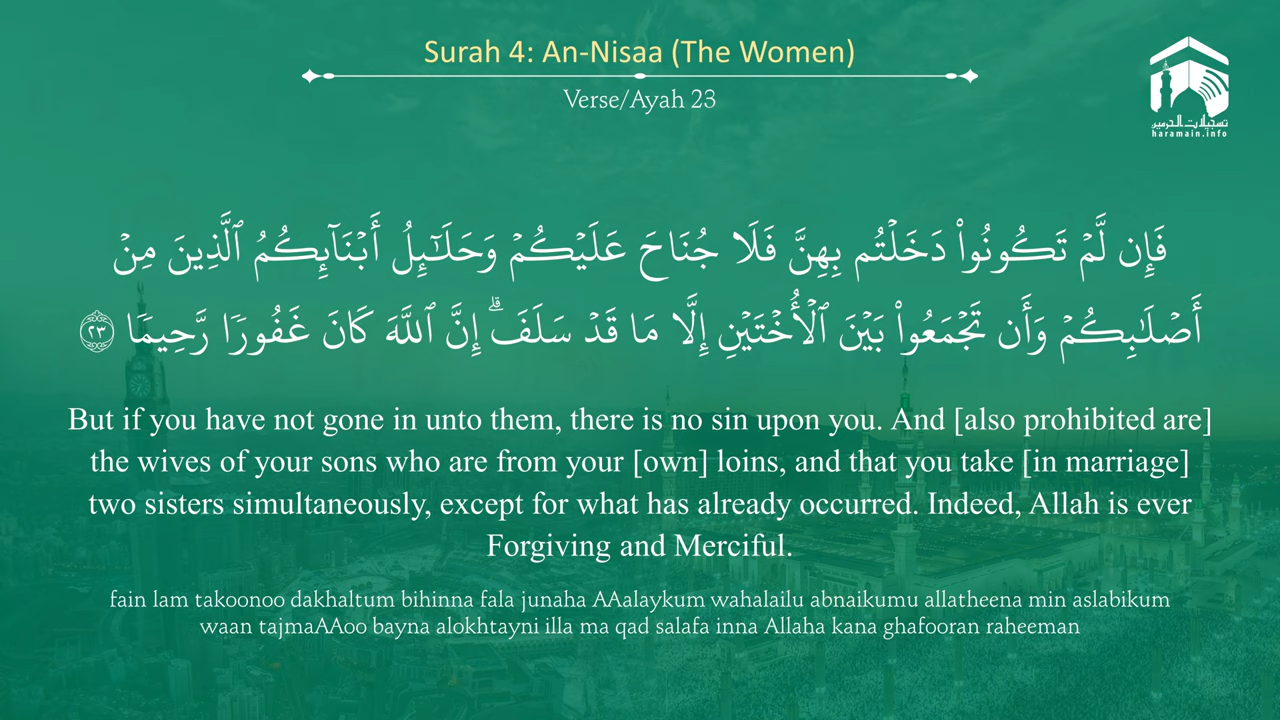 Surah 4: An-Nisaa (The Women)
Verse/Ayah 23
تسجيلات الحرمين
haramain.info
فَإِن لَّمْ تَكُونُوا۟ دَخَلْتُم بِهِنَّ فَلَا جُنَاحَ عَلَيْكُمْ وَحَلَـٰٓئِلُ أَبْنَآئِكُمُ ٱلَّذِينَ مِنْ
أَصْلَـٰبِكُمْ وَأَن تَجْمَعُوا۟ بَيْنَ ٱلْأُخْتَيْنِ إِلَّا مَا قَدْ سَلَفَ ۗ إِنَّ ٱللَّهَ كَانَ غَفُورًا رَّحِيمًا ٢٣
But if you have not gone in unto them, there is no sin upon you. And [also prohibited are]
the wives of your sons who are from your [own] loins, and that you take [in marriage]
two sisters simultaneously, except for what has already occurred. Indeed, Allah is ever
Forgiving and Merciful.
fain lam takoonoo dakhaltum bihinna fala junaha AAalaykum wahalailu abnaikumu allatheena min aslabikum
waan tajmaAAoo bayna alokhtayni illa ma qad salafa inna Allaha kana ghafooran raheeman